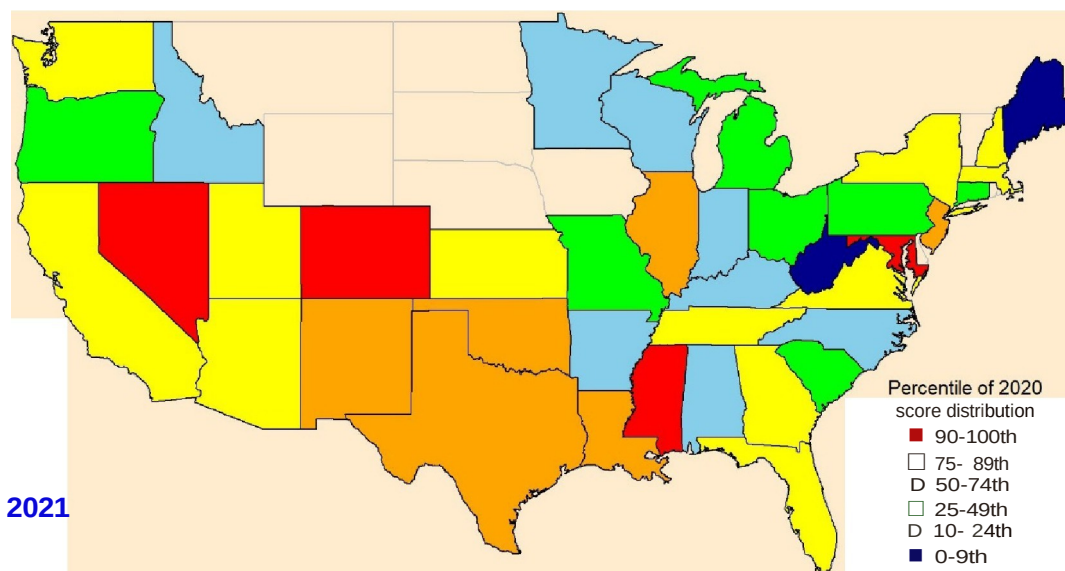 Percentile of 2020
score distribution
90-100th
75- 89th
D 50-74th
25-49th
D 10- 24th
0-9th
2021